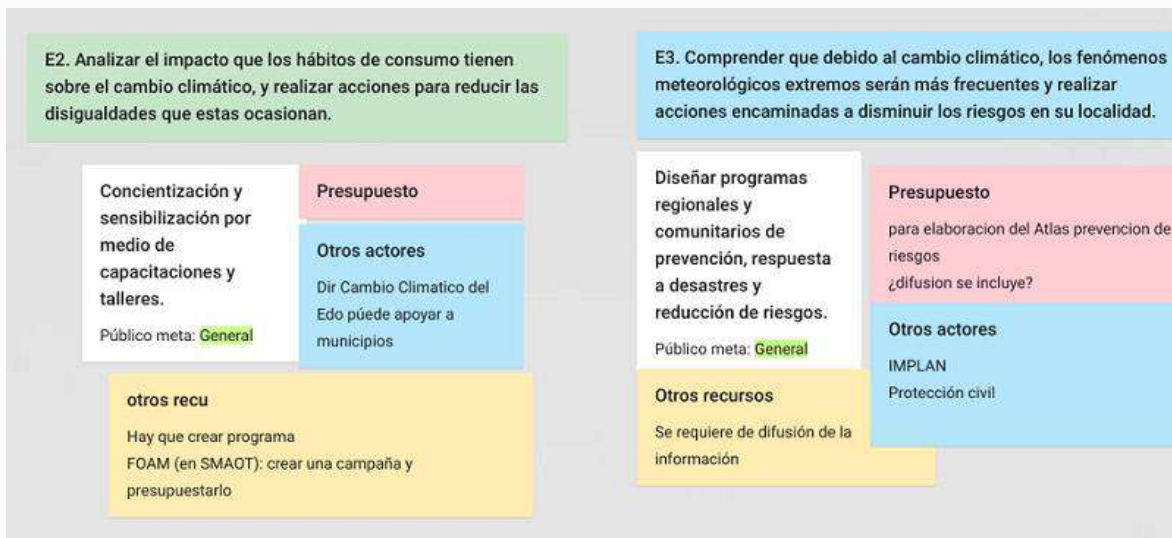 E2. Analizar el impacto que los hábitos de consumo tienen
sobre el cambio climático, y realizar acciones para reducir las
disigualdades que estas ocasionan.
Concientización y
sensibilización por
medio de
capacitaciones y
talleres.
Público meta: General
Presupuesto
Otros actores
Dir Cambio Climatico del
Edo púede apoyar a
municipios
otros recu
Hay que crear programa
FOAM (en SMAOT): crear una campaña y
presupuestarlo
E3. Comprender que debido al cambio climático, los fenómenos
meteorológicos extremos serán más frecuentes y realizar
acciones encaminadas a disminuir los riesgos en su localidad.
Diseñar programas
regionales y
comunitarios de
prevención, respuesta
a desastres y
reducción de riesgos.
Público meta: General
Presupuesto
para elaboracion del Atlas prevencion de
riesgos
¿difusion se incluye?
Otros actores
IMPLAN
Protección civil
Otros recursos
Se requiere de difusión de la
información